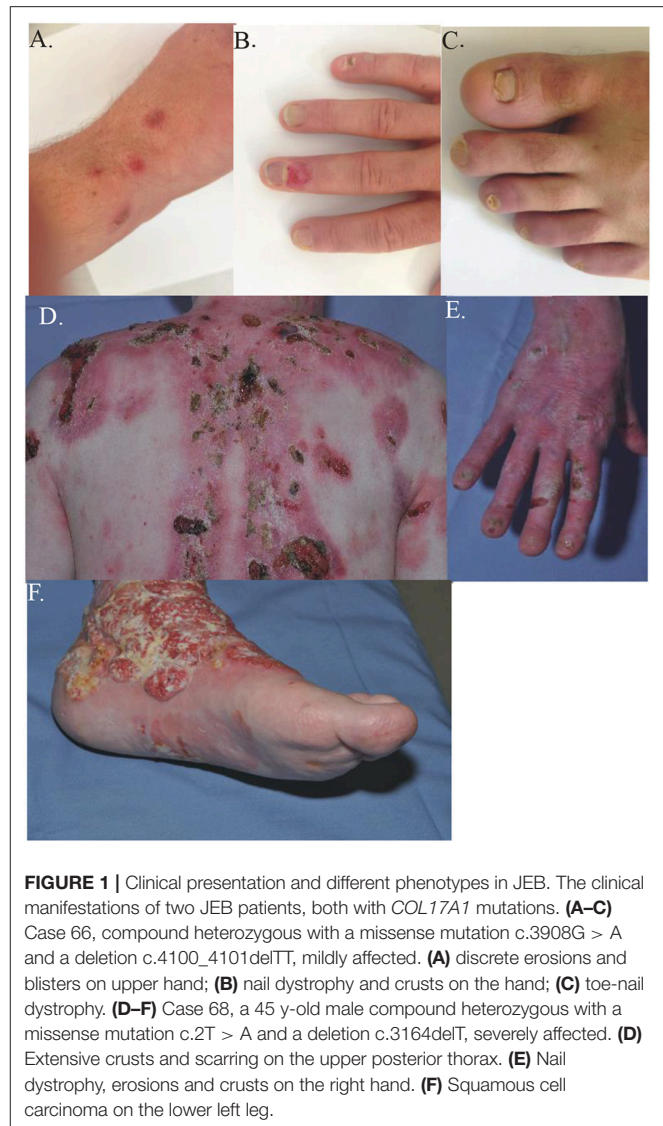 A.
B.
C.
D.
E.
F.
FIGURE 1 | Clinical presentation and different phenotypes in JEB. The clinical
manifestations of two JEB patients, both with COL17A1 mutations. (A–C)
Case 66, compound heterozygous with a missense mutation c.3908G > A
and a deletion c.4100_4101delTT, mildly affected. (A) discrete erosions and
blisters on upper hand; (B) nail dystrophy and crusts on the hand; (C) toe-nail
dystrophy. (D–F) Case 68, a 45 y-old male compound heterozygous with a
missense mutation c.2T > A and a deletion c.3164delT, severely affected. (D)
Extensive crusts and scarring on the upper posterior thorax. (E) Nail
dystrophy, erosions and crusts on the right hand. (F) Squamous cell
carcinoma on the lower left leg.